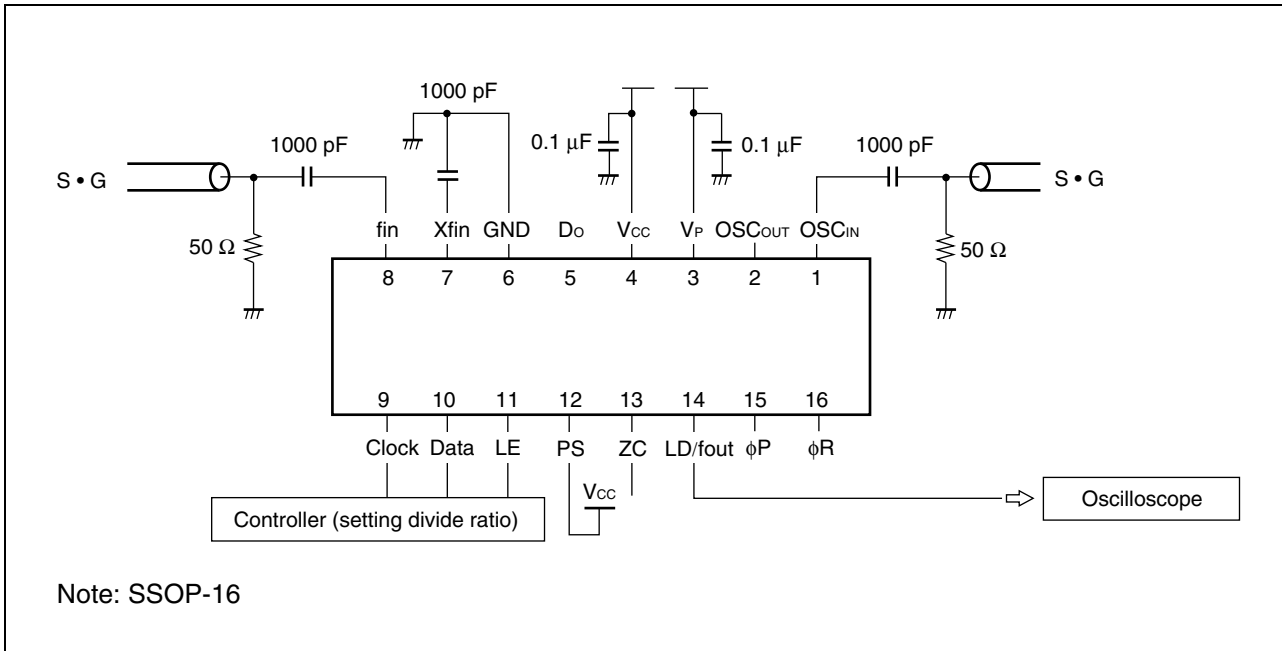 1000 pF
1000 pF
0.1 μF
0.1 μF
1000 pF
S • G
S • G
50 Ω
50 Ω
fin Xfin GND DO VCC VP OSCOUT OSCIN
8 7 6 5 4 3 2 1
9 10 11 12 13 14 15 16
Clock Data LE PS ZC LD/fout φP φR
VCC
Controller (setting divide ratio)
Oscilloscope
Note: SSOP-16